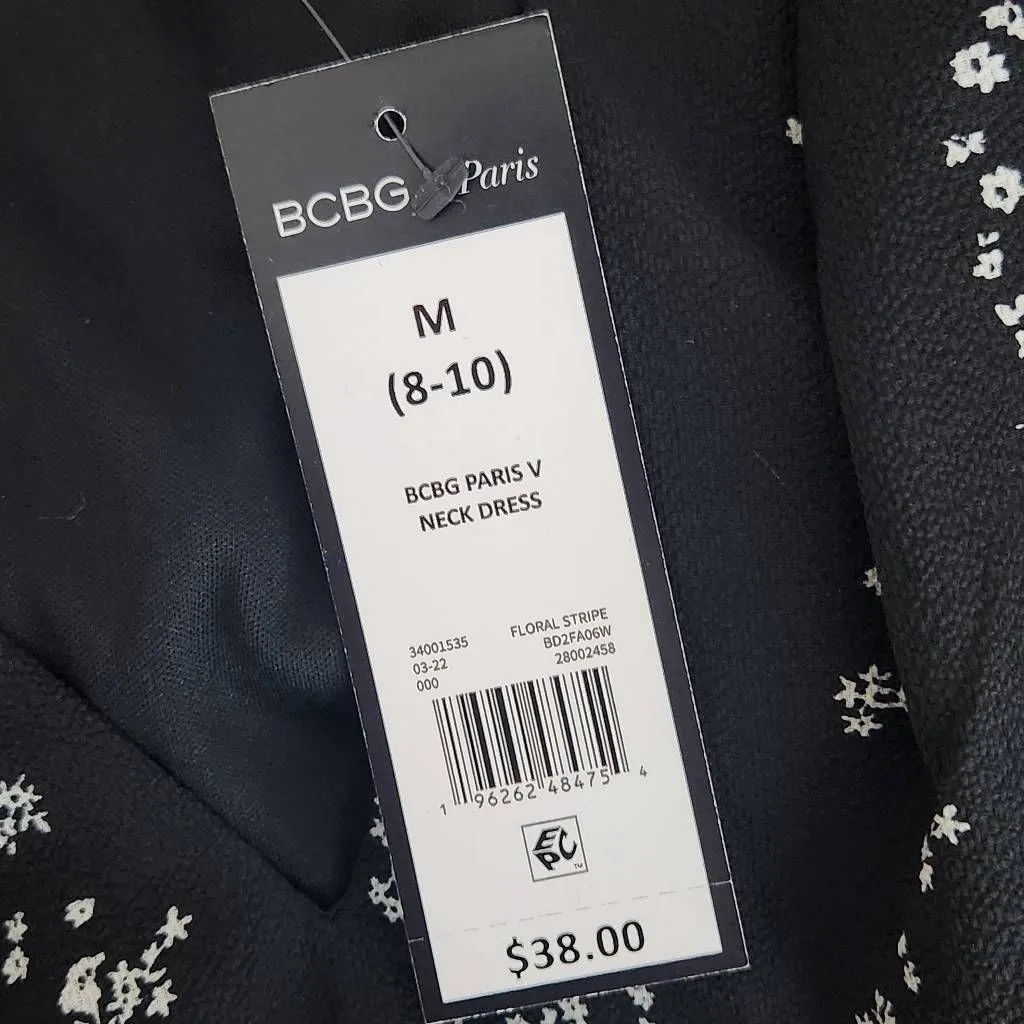 BCBG Paris
M
(8-10)
BCBG PARIS V
NECK DRESS
34001535 FLORAL STRIPE
03-22 BD2FA06W
000 28002458
1 96262 48475 4
EPC TM
$38.00